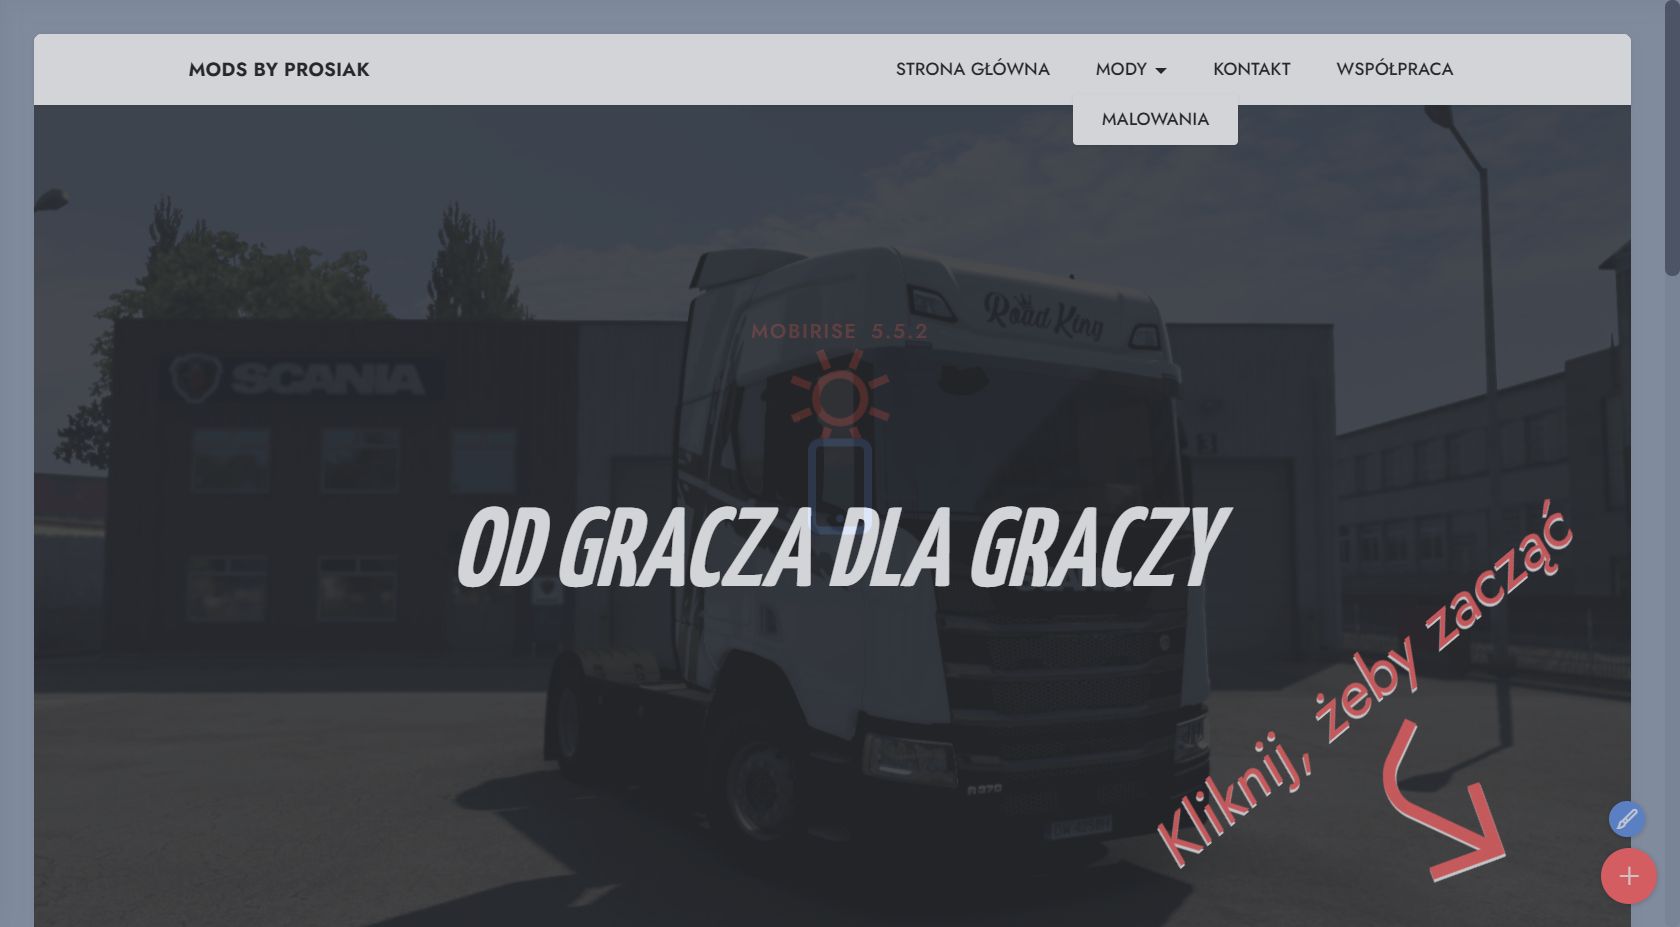 MODS BY PROSIAK
STRONA GŁÓWNA MODY KONTAKT WSPÓŁPRACA
MALOWANIA
Road King
MOBIRISE 5.5.2
SCANIA
OD GRACZA DLA GRACZY
Kliknij, żeby zacząć